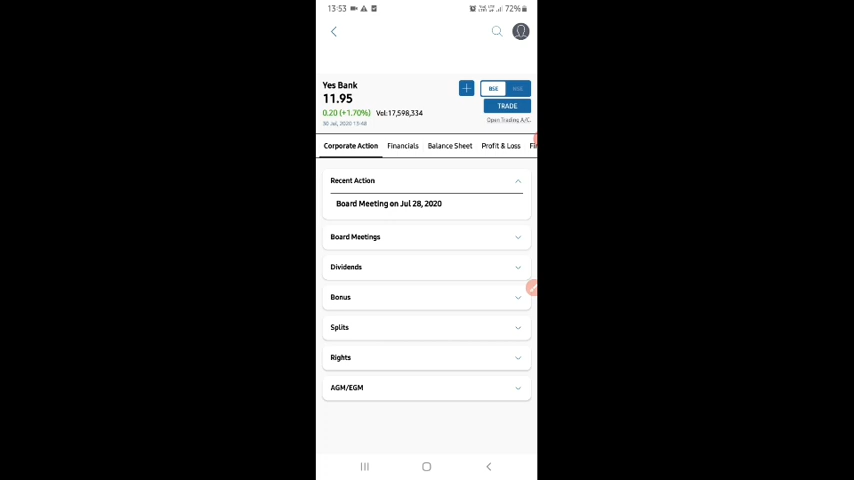 13:53
72%
Yes Bank
11.95
0.20 (+1.70%) Vol:17,598,334
30 Jul, 2020 13:48
BSE NSE
TRADE
Open Trading A/C.
Corporate Action Financials Balance Sheet Profit & Loss
Recent Action
Board Meeting on Jul 28, 2020
Board Meetings
Dividends
Bonus
Splits
Rights
AGM/EGM